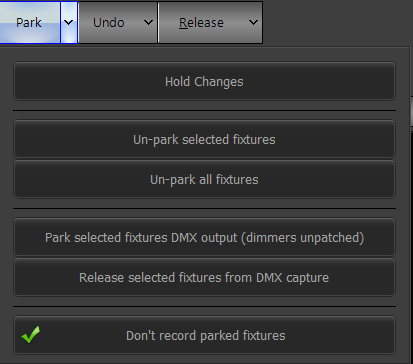 Park
Undo
Release
Hold Changes
Un-park selected fixtures
Un-park all fixtures
Park selected fixtures DMX output (dimmers unpatched)
Release selected fixtures from DMX capture
Don't record parked fixtures